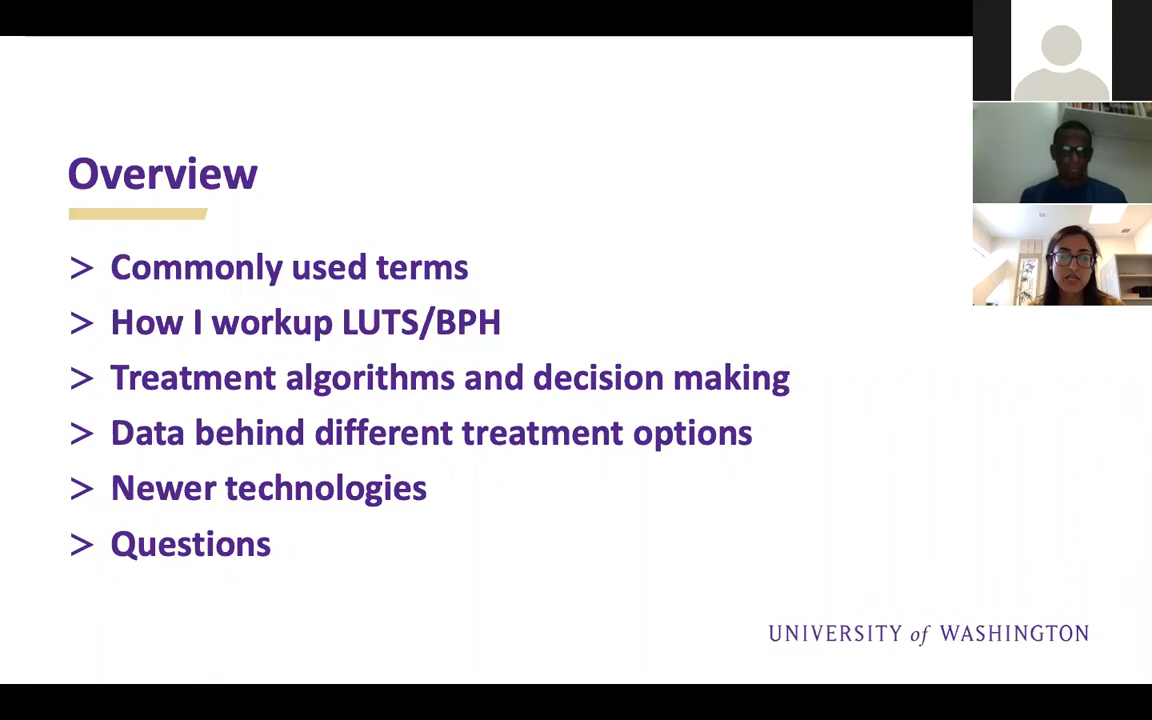 Overview
> Commonly used terms
> How I workup LUTS/BPH
> Treatment algorithms and decision making
> Data behind different treatment options
> Newer technologies
> Questions
UNIVERSITY of WASHINGTON